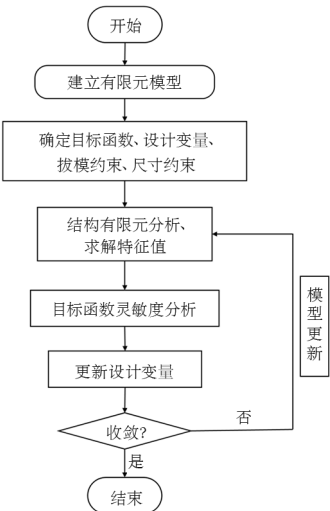 开始
建立有限元模型
确定目标函数、设计变量、
拔模约束、尺寸约束
结构有限元分析、
求解特征值
目标函数灵敏度分析
更新设计变量
收敛?
否
是
模型更新
结束